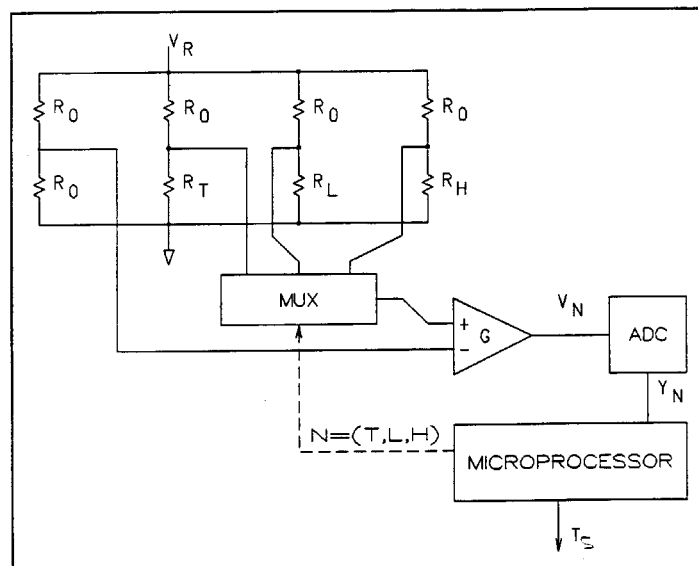 V_R
R_0 R_0 R_0 R_0
R_0 R_T R_L R_H
MUX
+
G
−
V_N
ADC
Y_N
N=(T,L,H)
MICROPROCESSOR
T_S